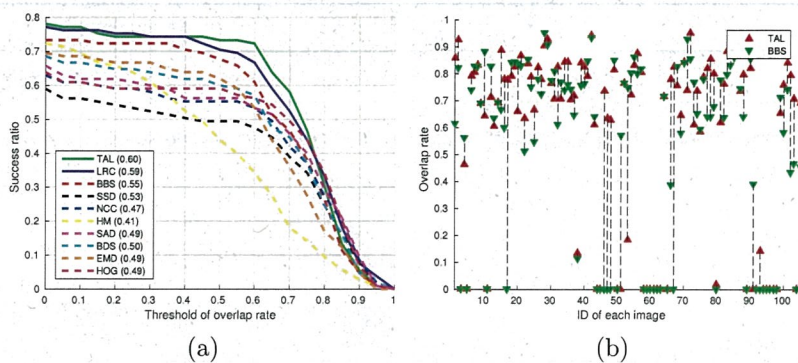 0.8
0.7
0.6
0.5
0.4
0.3
0.2
0.1
0
Success ratio
TAL (0.60)
LRC (0.59)
BBS (0.55)
SSD (0.53)
NCC (0.47)
HM (0.41)
SAD (0.49)
BDS (0.50)
EMD (0.49)
HOG (0.49)
0 0.1 0.2 0.3 0.4 0.5 0.6 0.7 0.8 0.9 1
Threshold of overlap rate
(a)
1
0.9
0.8
0.7
0.6
0.5
0.4
0.3
0.2
0.1
0
Overlap rate
TAL
BBS
10 20 30 40 50 60 70 80 90 100
ID of each image
(b)